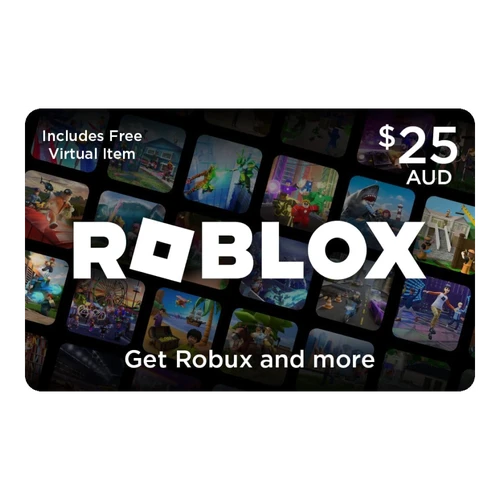 Includes Free
Virtual Item
$25
AUD
ROBLOX
Get Robux and more